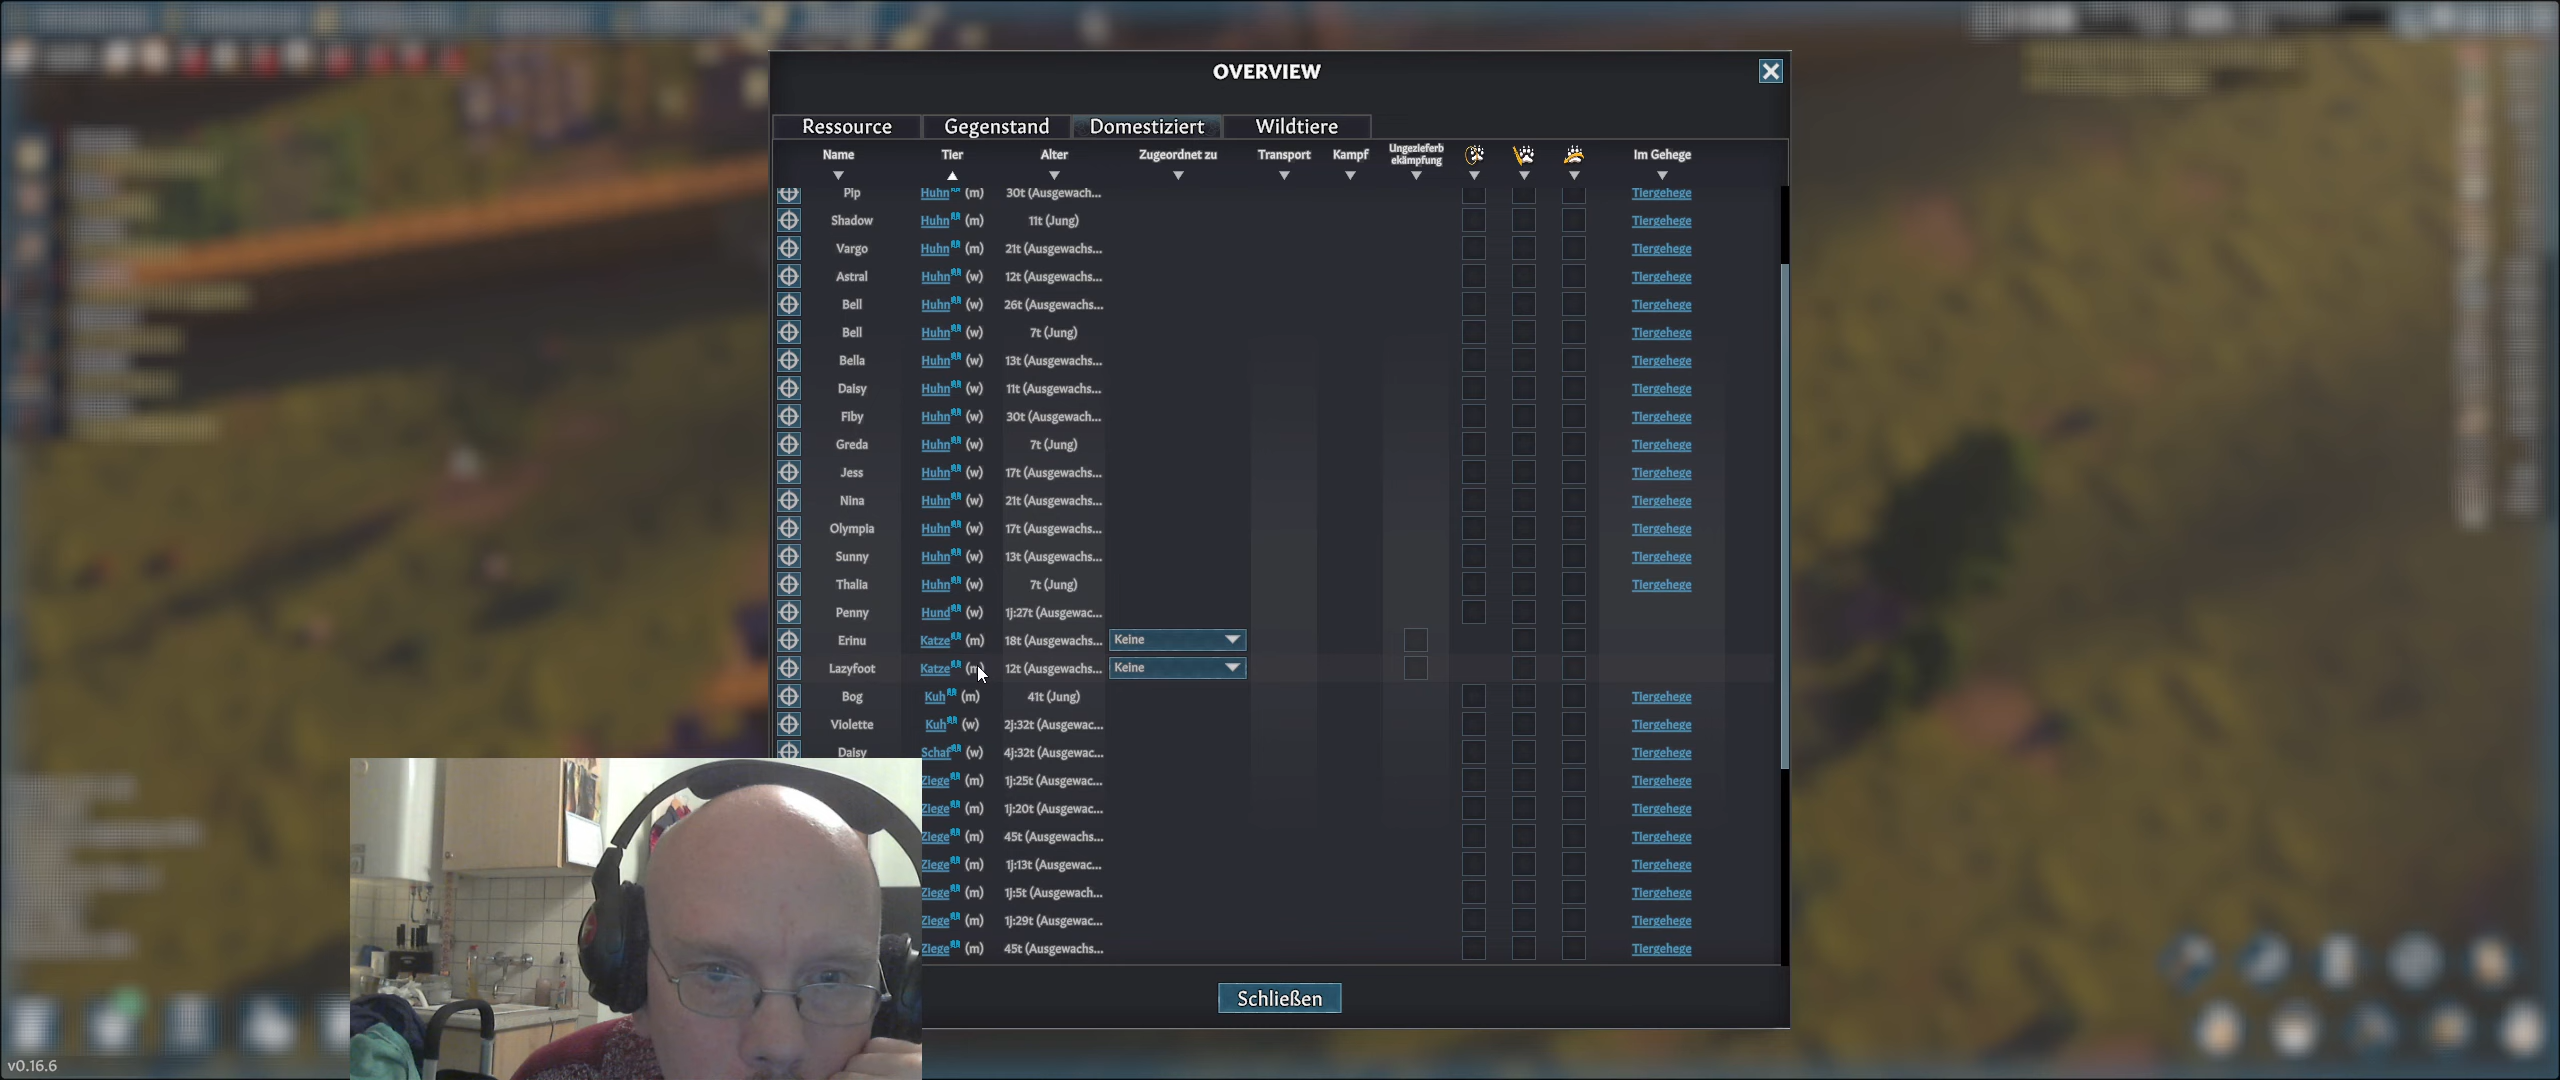 OVERVIEW
Ressource Gegenstand Domestiziert Wildtiere
Name Tier Alter Zugeordnet zu Transport Kampf Ungezieferb ekämpfung Im Gehege
Pip Huhn (m) 30t (Ausgewach... Tiergehege
Shadow Huhn (m) 11t (Jung) Tiergehege
Vargo Huhn (m) 21t (Ausgewachs... Tiergehege
Astral Huhn (w) 12t (Ausgewachs... Tiergehege
Bell Huhn (w) 26t (Ausgewachs... Tiergehege
Bell Huhn (w) 7t (Jung) Tiergehege
Bella Huhn (w) 13t (Ausgewachs... Tiergehege
Daisy Huhn (w) 11t (Ausgewachs... Tiergehege
Fiby Huhn (w) 30t (Ausgewach... Tiergehege
Greda Huhn (w) 7t (Jung) Tiergehege
Jess Huhn (w) 17t (Ausgewachs... Tiergehege
Nina Huhn (w) 21t (Ausgewachs... Tiergehege
Olympia Huhn (w) 17t (Ausgewachs... Tiergehege
Sunny Huhn (w) 13t (Ausgewachs... Tiergehege
Thalia Huhn (w) 7t (Jung) Tiergehege
Penny Hund (w) 1j:27t (Ausgewac...
Erinu Katze (m) 18t (Ausgewachs... Keine
Lazyfoot Katze (m) 12t (Ausgewachs... Keine
Bog Kuh (m) 41t (Jung) Tiergehege
Violette Kuh (w) 2j:32t (Ausgewac... Tiergehege
Daisy Schaf (w) 4j:32t (Ausgewac... Tiergehege
Ziege (m) 1j:25t (Ausgewac... Tiergehege
Ziege (m) 1j:20t (Ausgewac... Tiergehege
Ziege (m) 45t (Ausgewachs... Tiergehege
Ziege (m) 1j:13t (Ausgewac... Tiergehege
Ziege (m) 1j:5t (Ausgewach... Tiergehege
Ziege (m) 1j:29t (Ausgewac... Tiergehege
Ziege (m) 45t (Ausgewachs... Tiergehege
Schließen
v0.16.6